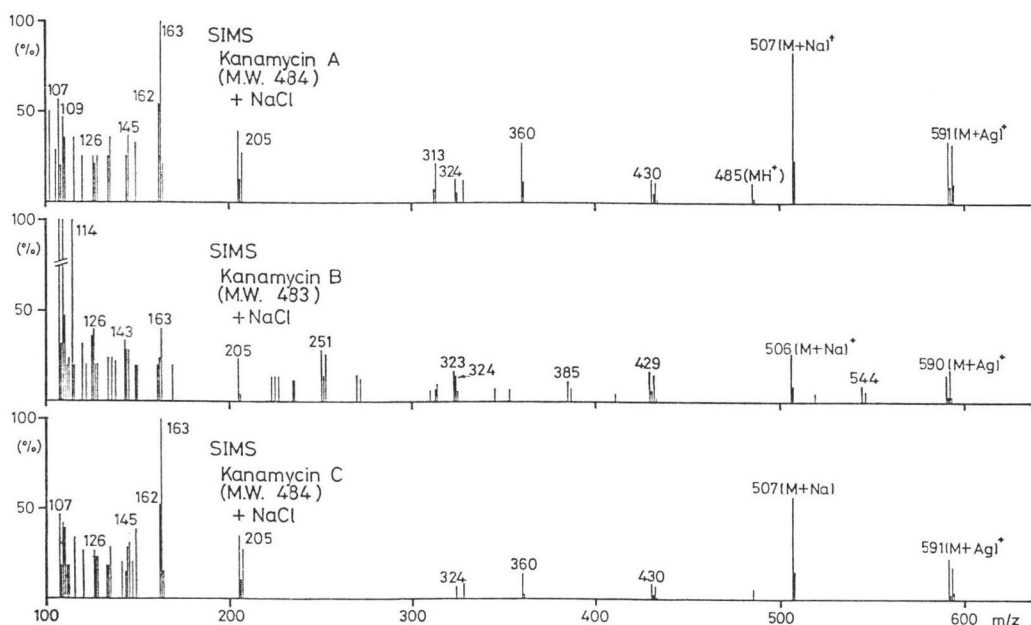 100
(%)
50
107
109
126
145
162
163
SIMS
Kanamycin A
(M.W. 484)
+ NaCl
205
313
324
360
430
485(MH⁺)
507(M+Na)⁺
591(M+Ag)⁺
100
(%)
50
114
126
143
163
SIMS
Kanamycin B
(M.W. 483)
+NaCl
205
251
323
324
385
429
506(M+Na)⁺
544
590(M+Ag)⁺
100
(%)
50
107
126
145
162
163
SIMS
Kanamycin C
(M.W. 484)
+ NaCl
205
324
360
430
507(M+Na)
591(M+Ag)⁺
100
200
300
400
500
600
m/z